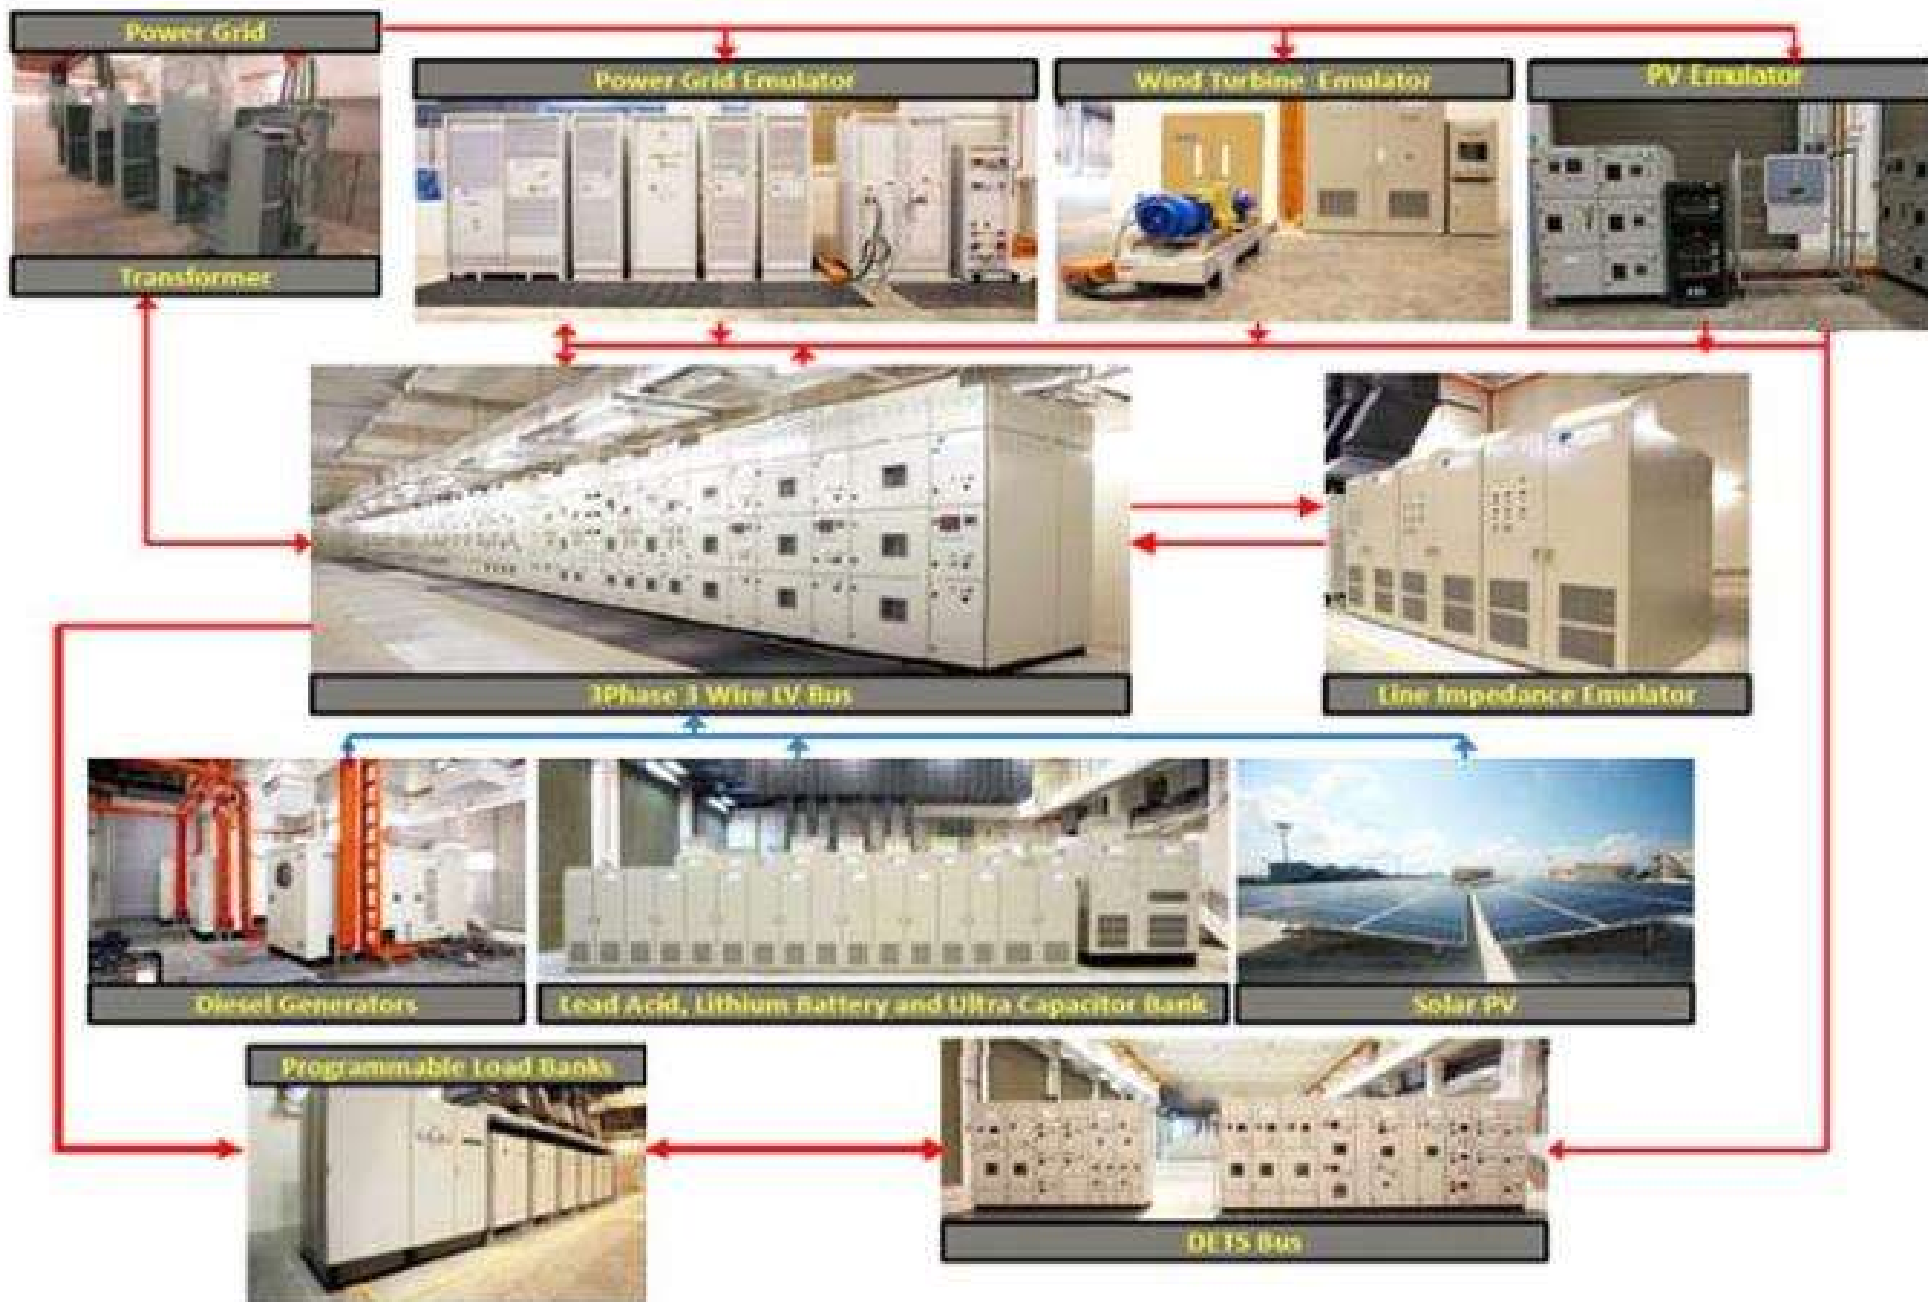 Power Grid
Power Grid Emulator
Wind Turbine Emulator
PV Emulator
Transformer
3Phase 3 Wire LV Bus
Line Impedance Emulator
Diesel Generators
Lead Acid, Lithium Battery and Ultra Capacitor Bank
Solar PV
Programmable Load Banks
DETS Bus